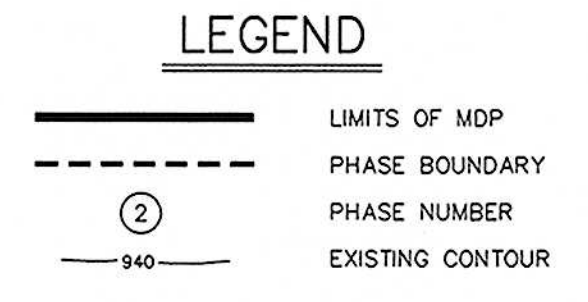 LEGEND
LIMITS OF MDP
PHASE BOUNDARY
2 PHASE NUMBER
940 EXISTING CONTOUR